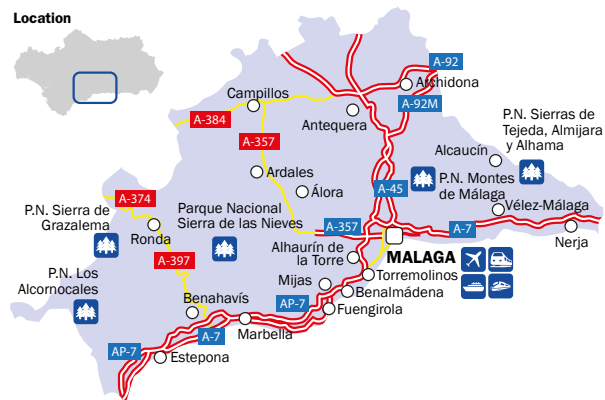 Location
A-92
Archidona
Campillos
A-92M
Antequera
P.N. Sierras de
Tejeda, Almijara
y Alhama
A-384
A-357
Alcaucín
Ardales
P.N. Montes
de Málaga
A-45
Álora
A-374
Vélez-Málaga
P.N. Sierra de
Grazalema
Parque Nacional
Sierra de las Nieves
A-357
A-7
Ronda
Nerja
Alhaurín de
la Torre
MALAGA
A-397
P.N. Los
Alcornocales
Torremolinos
Mijas
Benalmádena
Benahavís
AP-7
Fuengirola
Marbella
A-7
AP-7
Estepona